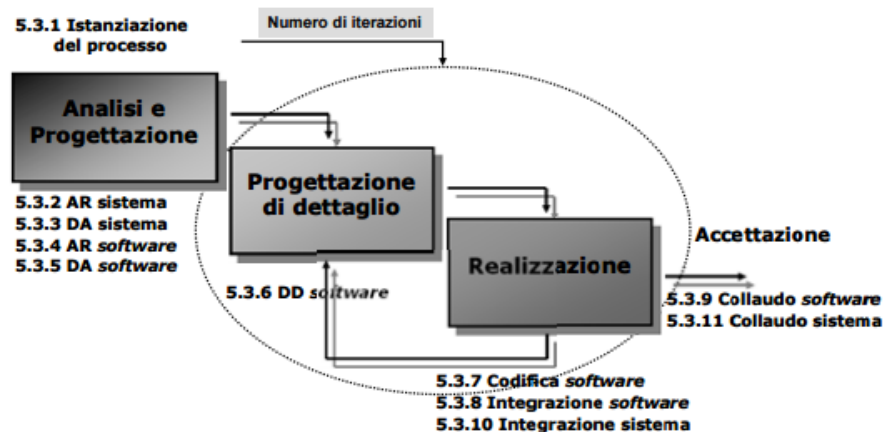 5.3.1 Istanziazione
del processo
Numero di iterazioni
Analisi e
Progettazione
5.3.2 AR sistema
5.3.3 DA sistema
5.3.4 AR software
5.3.5 DA software
Progettazione
di dettaglio
5.3.6 DD software
Realizzazione
Accettazione
5.3.9 Collaudo software
5.3.11 Collaudo sistema
5.3.7 Codifica software
5.3.8 Integrazione software
5.3.10 Integrazione sistema